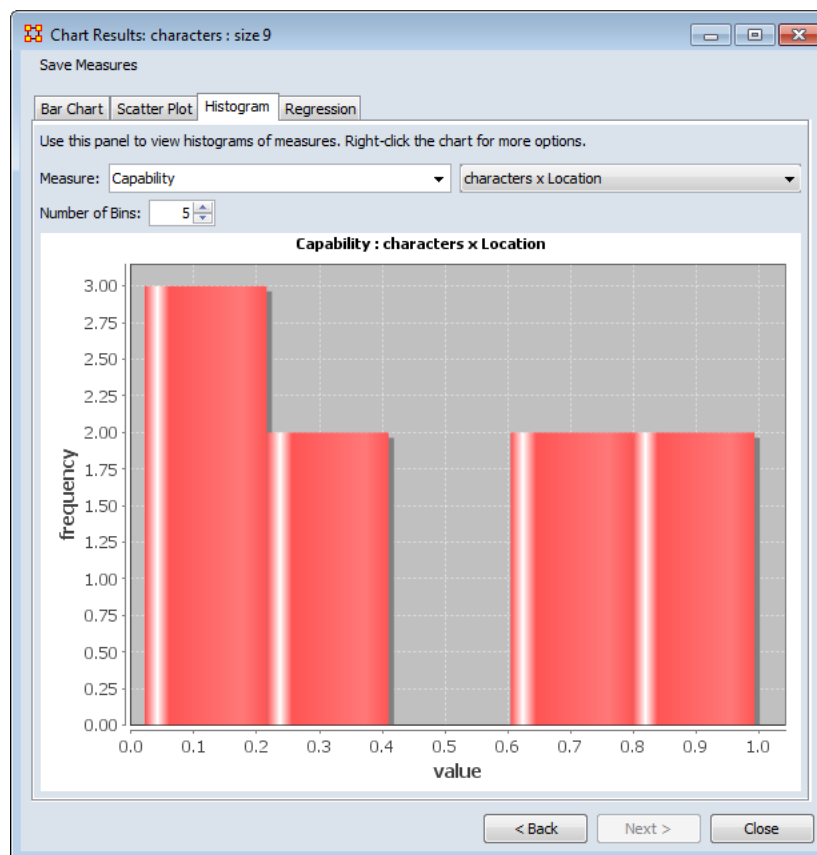 Chart Results: characters : size 9
Save Measures
Bar Chart Scatter Plot Histogram Regression
Use this panel to view histograms of measures. Right-click the chart for more options.
Measure: Capability characters x Location
Number of Bins: 5
Capability : characters x Location
3.00
2.75
2.50
2.25
2.00
1.75
1.50
1.25
1.00
0.75
0.50
0.25
0.00
frequency
0.0 0.1 0.2 0.3 0.4 0.5 0.6 0.7 0.8 0.9 1.0
value
< Back Next > Close